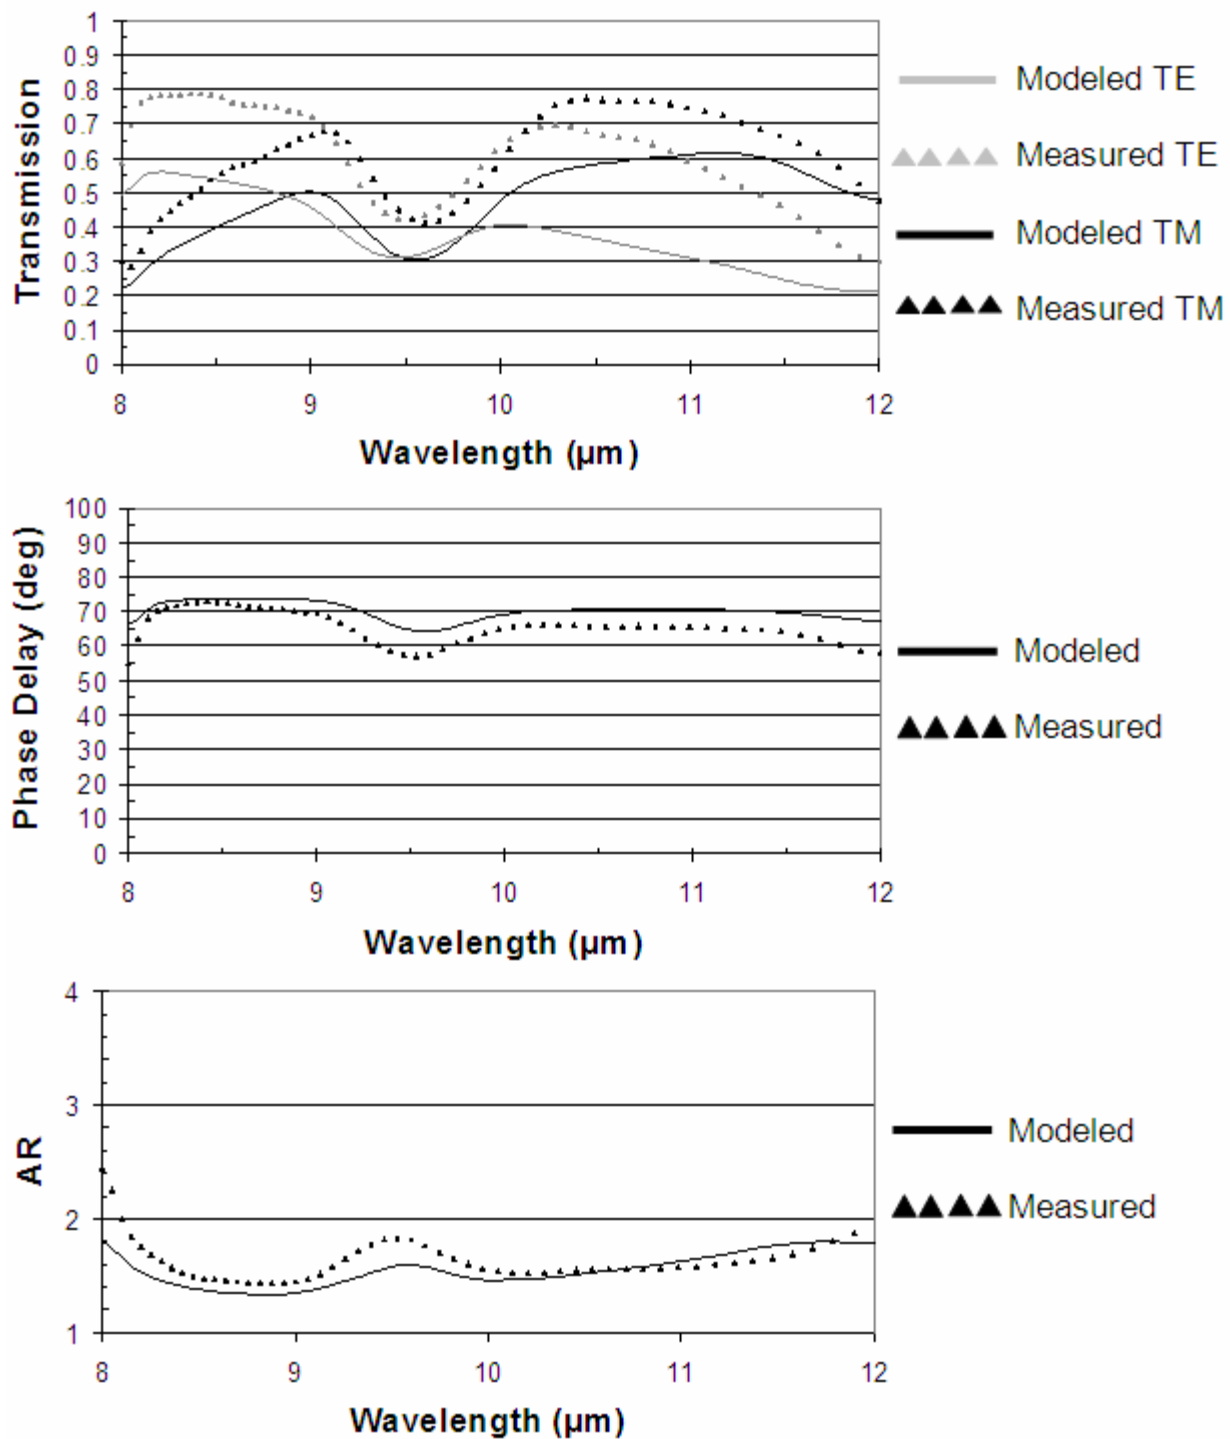 Transmission
1
0.9
0.8
0.7
0.6
0.5
0.4
0.3
0.2
0.1
0
8 9 10 11 12
Wavelength (µm)
Modeled TE
Measured TE
Modeled TM
Measured TM
Phase Delay (deg)
100
90
80
70
60
50
40
30
20
10
0
8 9 10 11 12
Wavelength (µm)
Modeled
Measured
AR
4
3
2
1
8 9 10 11 12
Wavelength (µm)
Modeled
Measured